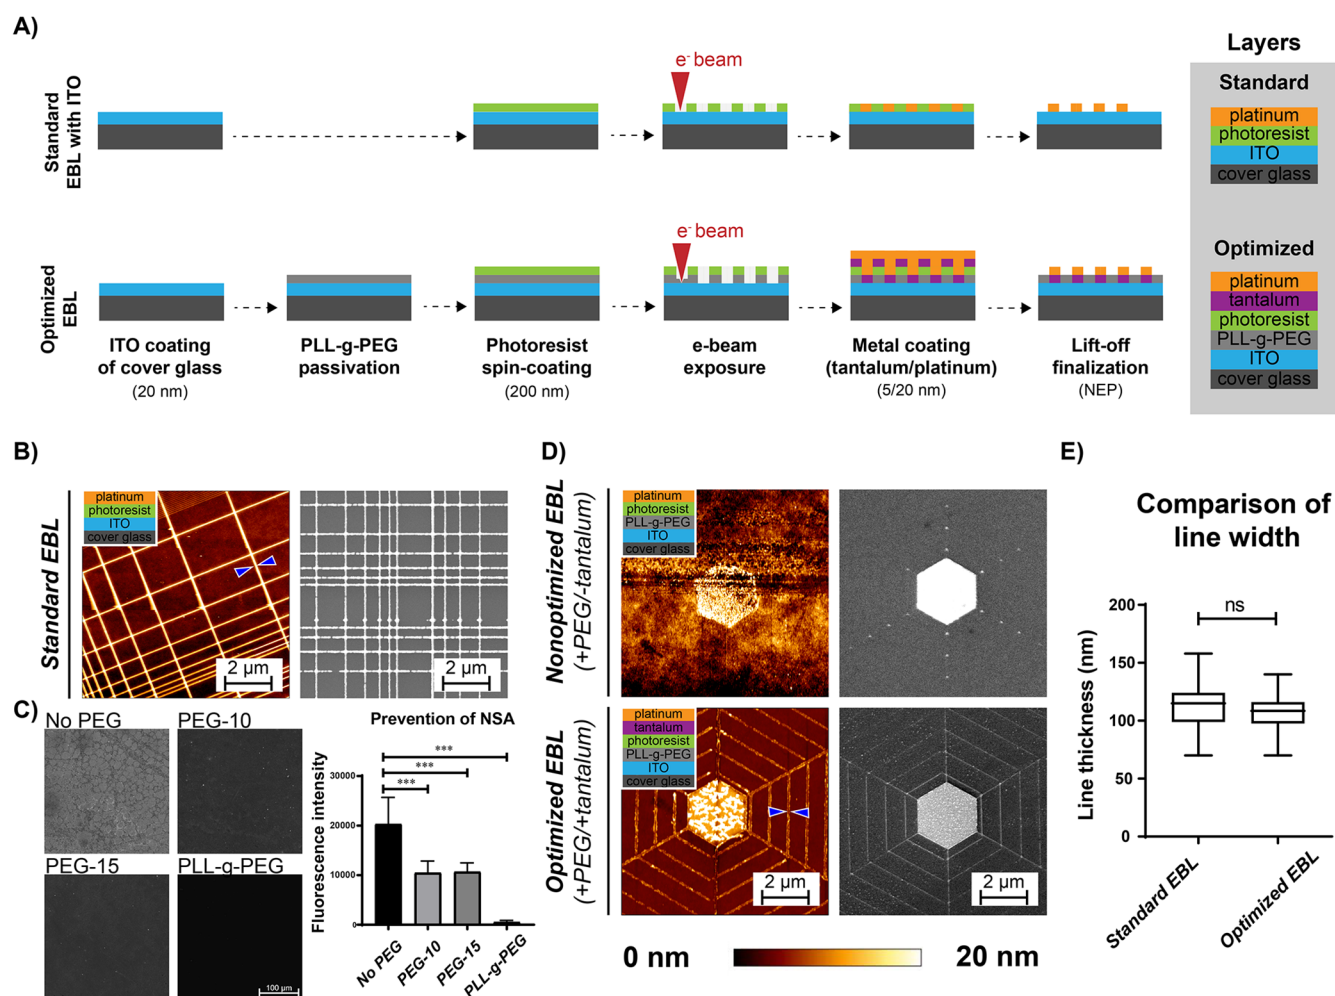 A)
Standard
EBL with ITO
e- beam
Layers
Standard
platinum
photoresist
ITO
cover glass
Optimized
EBL
e- beam
Optimized
platinum
tantalum
photoresist
PLL-g-PEG
ITO
cover glass
ITO coating
of cover glass
(20 nm)
PLL-g-PEG
passivation
Photoresist
spin-coating
(200 nm)
e-beam
exposure
Metal coating
(tantalum/platinum)
(5/20 nm)
Lift-off
finalization
(NEP)
B)
Standard EBL
platinum
photoresist
ITO
cover glass
2 µm
2 µm
C)
No PEG
PEG-10
PEG-15
PLL-g-PEG
100 µm
Prevention of NSA
Fluorescence intensity
30000
20000
10000
0
***
***
***
No PEG
PEG-10
PEG-15
PLL-g-PEG
D)
Nonoptimized EBL
(+PEG/-tantalum)
platinum
photoresist
PLL-g-PEG
ITO
cover glass
Optimized EBL
(+PEG/+tantalum)
platinum
tantalum
photoresist
PLL-g-PEG
ITO
cover glass
2 µm
2 µm
0 nm
20 nm
E)
Comparison of
line width
Line thickness (nm)
200
150
100
50
0
ns
Standard EBL
Optimized EBL